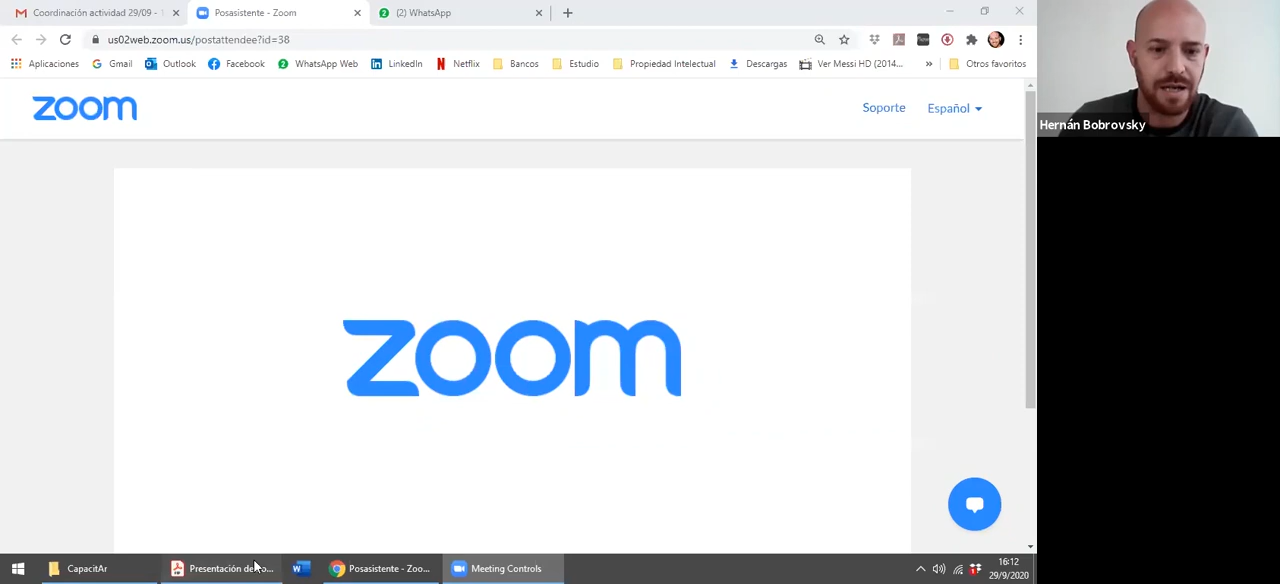 Coordinación actividad 29/09 -
Posasistente - Zoom
(2) WhatsApp
us02web.zoom.us/postattendee?id=38
Aplicaciones
Gmail
Outlook
Facebook
WhatsApp Web
LinkedIn
Netflix
Bancos
Estudio
Propiedad Intelectual
Descargas
Ver Messi HD (2014...
»
Otros favoritos
zoom
Soporte
Español
zoom
Hernán Bobrovsky
CapacitAr
Presentación de
W
Posasistente - Zoo...
Meeting Controls
16:12
29/9/2020